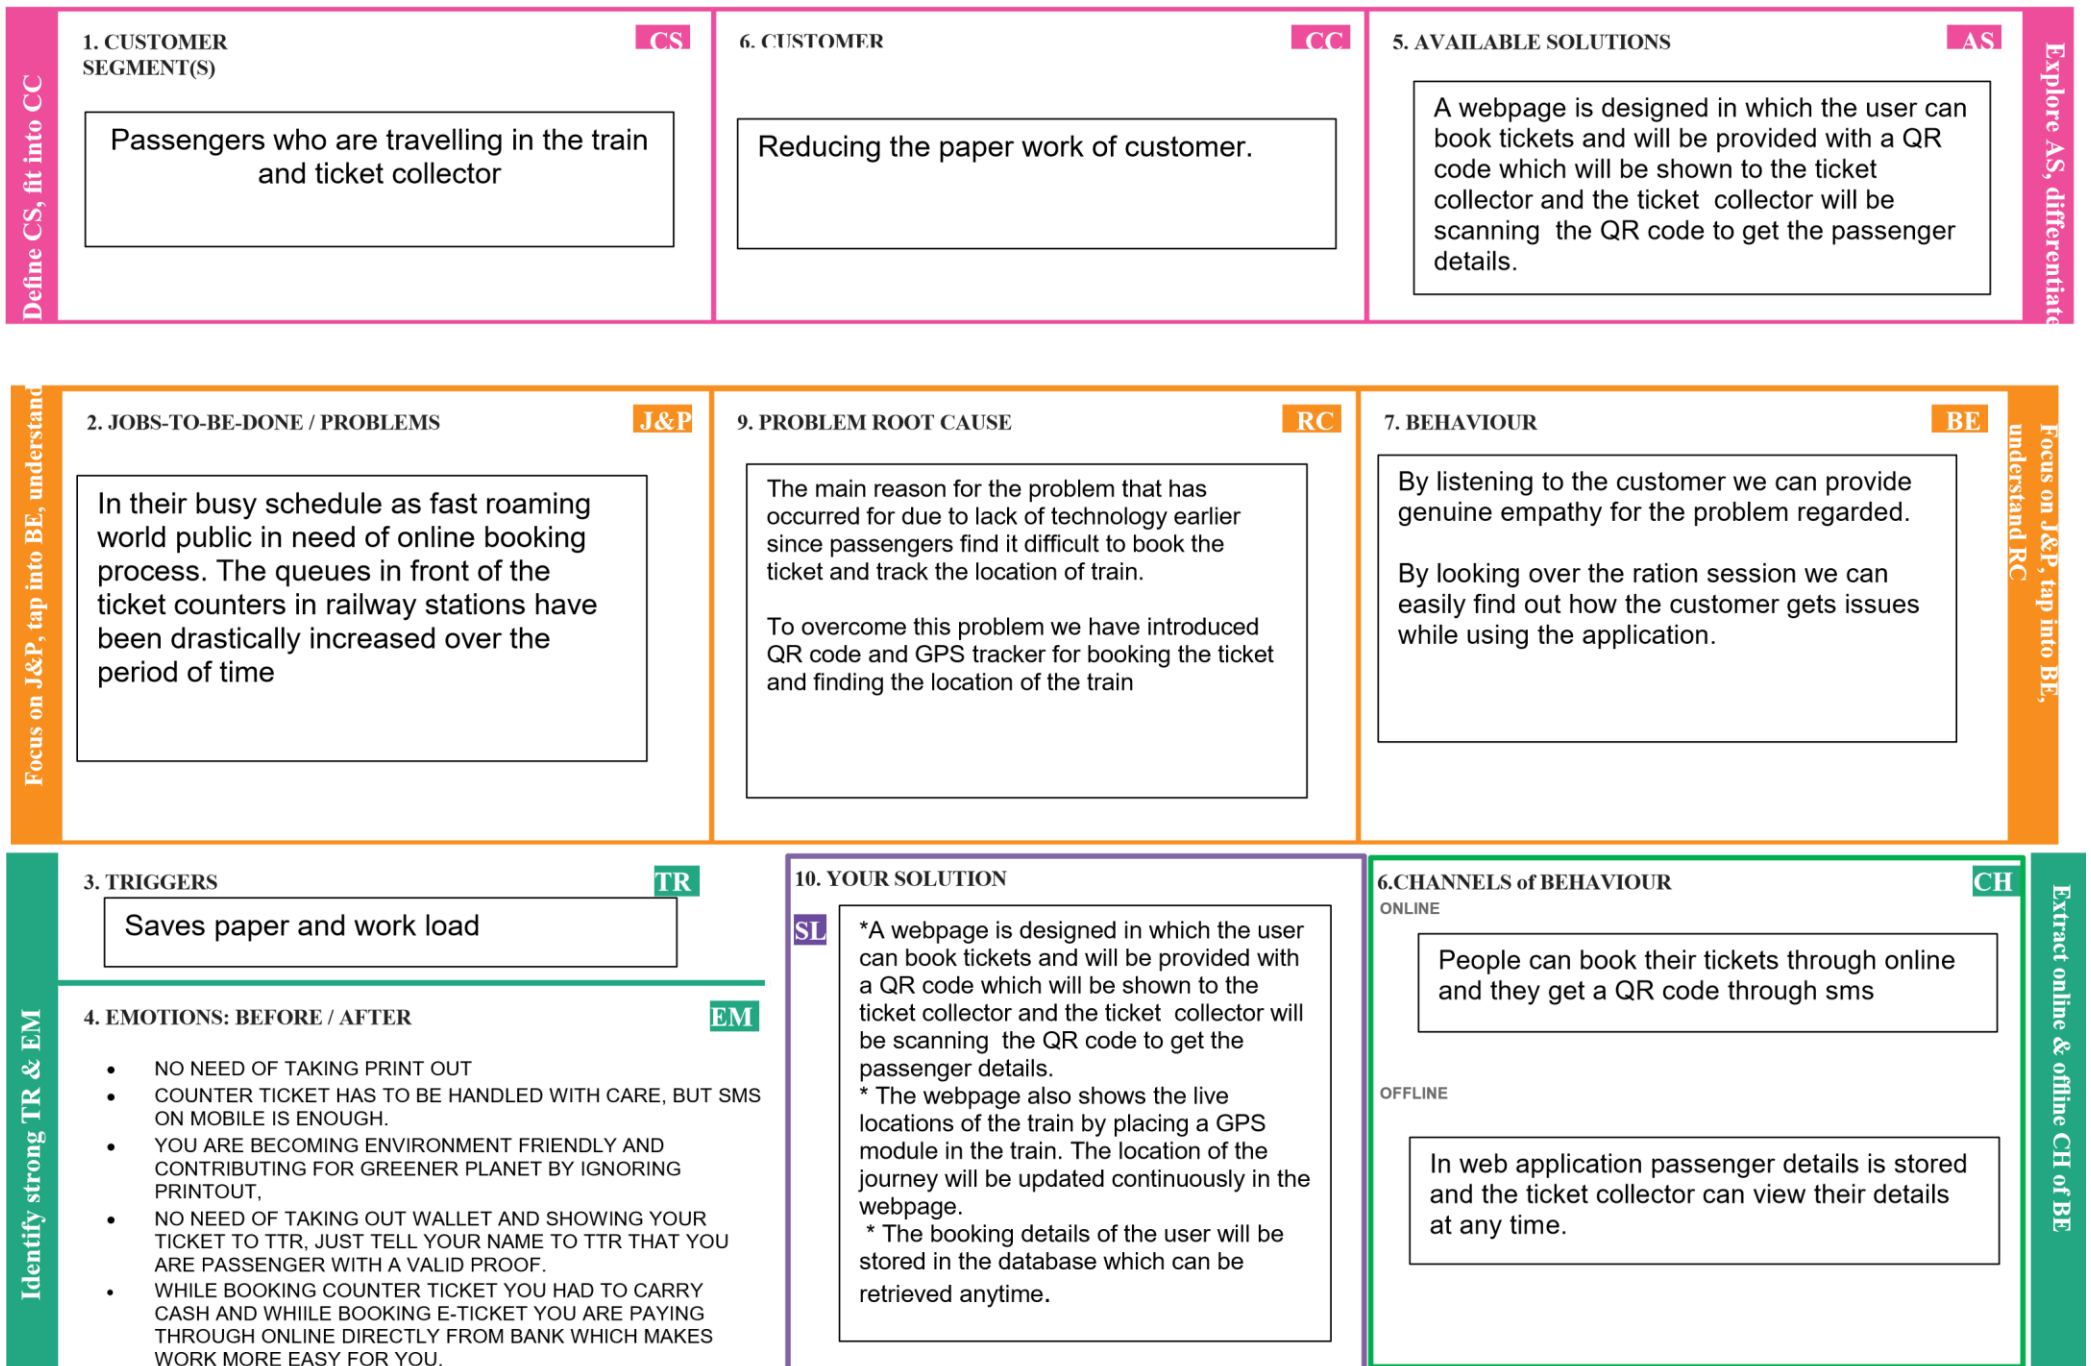 Define CS, fit into CC
1. CUSTOMER
SEGMENT(S)
CS
Passengers who are travelling in the train
and ticket collector
6. CUSTOMER
CC
Reducing the paper work of customer.
5. AVAILABLE SOLUTIONS
AS
A webpage is designed in which the user can
book tickets and will be provided with a QR
code which will be shown to the ticket
collector and the ticket collector will be
scanning the QR code to get the passenger
details.
Explore AS, differentiate
Focus on J&P, tap into BE, understand
2. JOBS-TO-BE-DONE / PROBLEMS
J&P
In their busy schedule as fast roaming
world public in need of online booking
process. The queues in front of the
ticket counters in railway stations have
been drastically increased over the
period of time
9. PROBLEM ROOT CAUSE
RC
The main reason for the problem that has
occurred for due to lack of technology earlier
since passengers find it difficult to book the
ticket and track the location of train.
To overcome this problem we have introduced
QR code and GPS tracker for booking the ticket
and finding the location of the train
7. BEHAVIOUR
BE
By listening to the customer we can provide
genuine empathy for the problem regarded.
By looking over the ration session we can
easily find out how the customer gets issues
while using the application.
Focus on J&P, tap into BE,
understand RC
Identify strong TR & EM
3. TRIGGERS
TR
Saves paper and work load
4. EMOTIONS: BEFORE / AFTER
EM
• NO NEED OF TAKING PRINT OUT
• COUNTER TICKET HAS TO BE HANDLED WITH CARE, BUT SMS
ON MOBILE IS ENOUGH.
• YOU ARE BECOMING ENVIRONMENT FRIENDLY AND
CONTRIBUTING FOR GREENER PLANET BY IGNORING
PRINTOUT,
• NO NEED OF TAKING OUT WALLET AND SHOWING YOUR
TICKET TO TTR, JUST TELL YOUR NAME TO TTR THAT YOU
ARE PASSENGER WITH A VALID PROOF.
• WHILE BOOKING COUNTER TICKET YOU HAD TO CARRY
CASH AND WHIILE BOOKING E-TICKET YOU ARE PAYING
THROUGH ONLINE DIRECTLY FROM BANK WHICH MAKES
WORK MORE EASY FOR YOU.
10. YOUR SOLUTION
SL
*A webpage is designed in which the user
can book tickets and will be provided with
a QR code which will be shown to the
ticket collector and the ticket collector will
be scanning the QR code to get the
passenger details.
* The webpage also shows the live
locations of the train by placing a GPS
module in the train. The location of the
journey will be updated continuously in the
webpage.
* The booking details of the user will be
stored in the database which can be
retrieved anytime.
6.CHANNELS of BEHAVIOUR
CH
ONLINE
People can book their tickets through online
and they get a QR code through sms
OFFLINE
In web application passenger details is stored
and the ticket collector can view their details
at any time.
Extract online & offline CH of BE